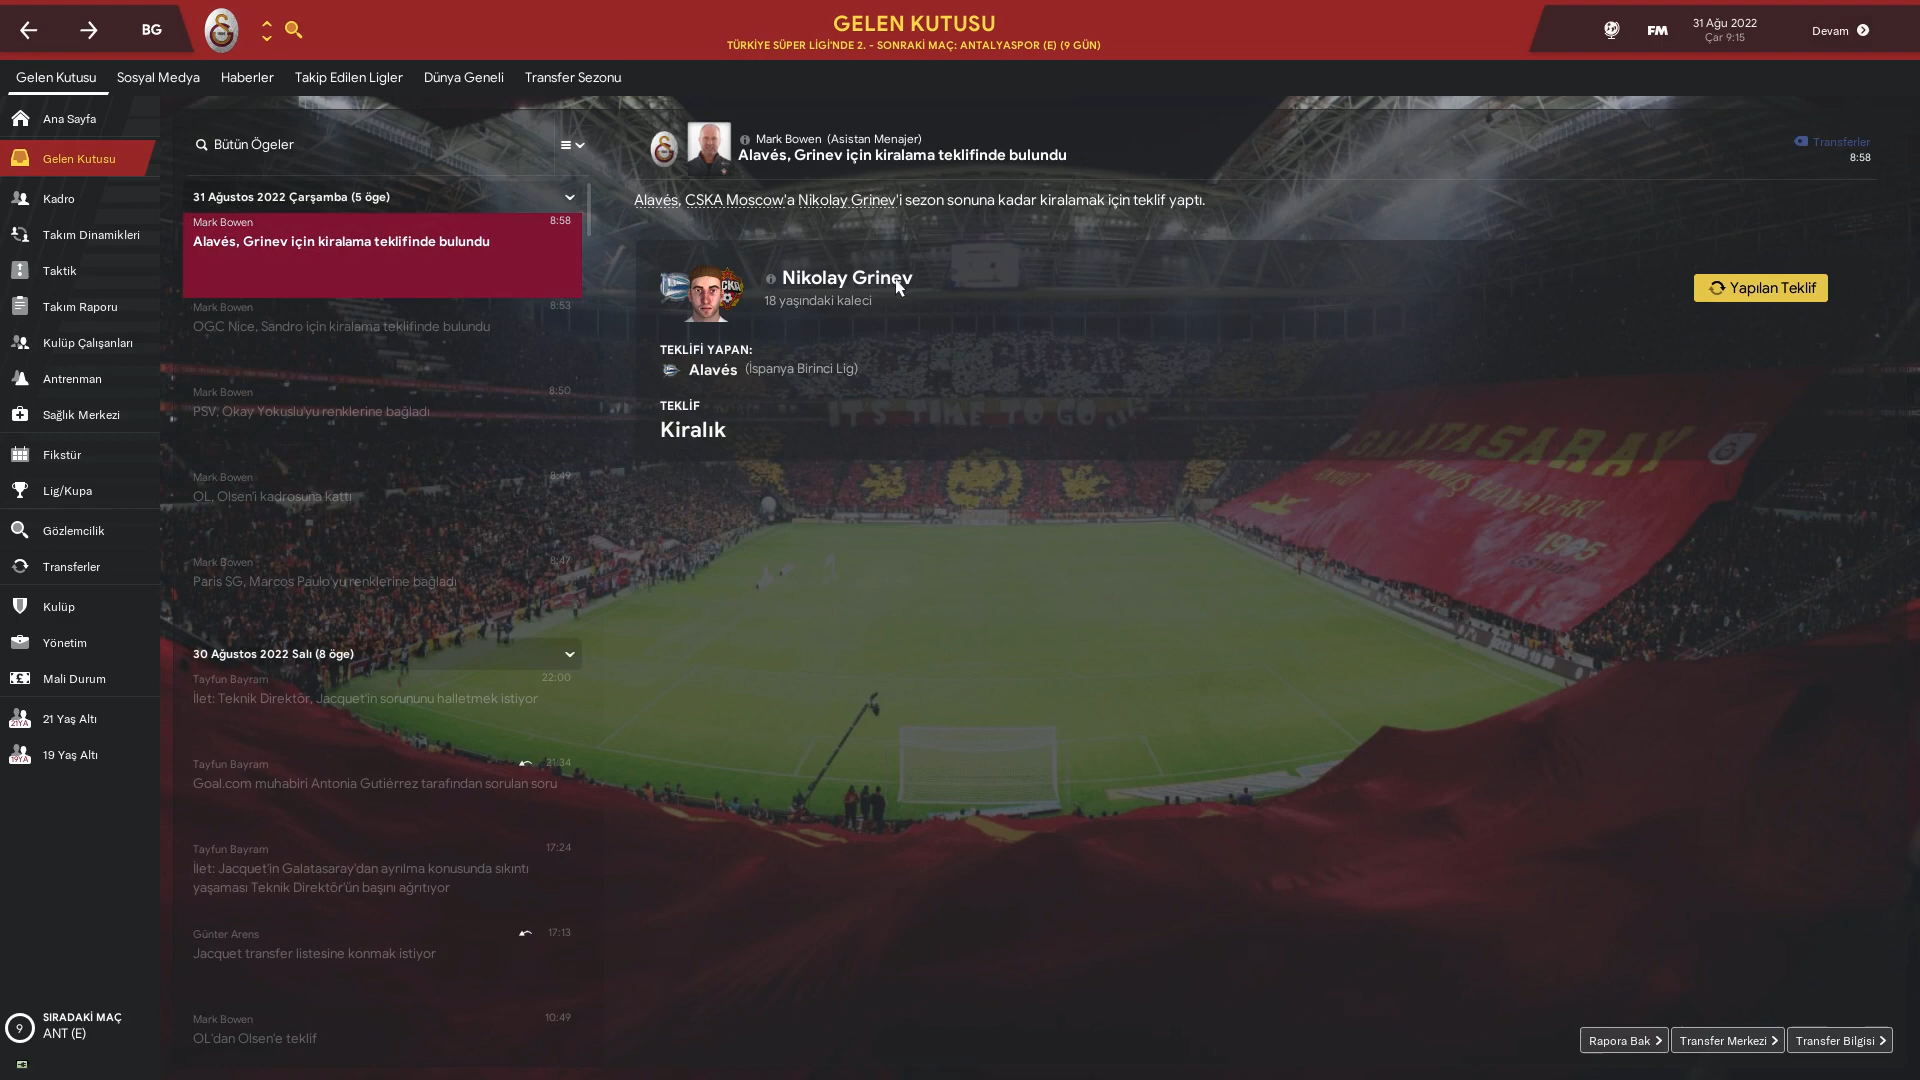 BG
GELEN KUTUSU
TÜRKİYE SÜPER LİGİ'NDE 2. - SONRAKİ MAÇ: ANTALYASPOR (E) (9 GÜN)
FM
31 Ağu 2022
Çar 9:15
Devam
Gelen Kutusu
Sosyal Medya
Haberler
Takip Edilen Ligler
Dünya Geneli
Transfer Sezonu
Ana Sayfa
Gelen Kutusu
Kadro
Takım Dinamikleri
Taktik
Takım Raporu
Kulüp Çalışanları
Antrenman
Sağlık Merkezi
Fikstür
Lig/Kupa
Gözlemcilik
Transferler
Kulüp
Yönetim
Mali Durum
21YA
21 Yaş Altı
19YA
19 Yaş Altı
9
SIRADAKİ MAÇ
ANT (E)
Bütün Ögeler
31 Ağustos 2022 Çarşamba (5 öge)
Mark Bowen 8:58
Alavés, Grinev için kiralama teklifinde bulundu
Mark Bowen 8:53
OGC Nice, Sandro için kiralama teklifinde bulundu
Mark Bowen 8:50
PSV, Okay Yokuslu'yu renklerine bağladı
Mark Bowen 8:49
OL, Olsen'i kadrosuna kattı
Mark Bowen 8:47
Paris SG, Marcos Paulo'yu renklerine bağladı
30 Ağustos 2022 Salı (8 öge)
Tayfun Bayram 22:00
İlet: Teknik Direktör, Jacquet'in sorununu halletmek istiyor
Tayfun Bayram 21:34
Goal.com muhabiri Antonia Gutiérrez tarafından sorulan soru
Tayfun Bayram 17:24
İlet: Jacquet'in Galatasaray'dan ayrılma konusunda sıkıntı
yaşaması Teknik Direktör'ün başını ağrıtıyor
Günter Arens 17:13
Jacquet transfer listesine konmak istiyor
Mark Bowen 10:49
OL'dan Olsen'e teklif
Mark Bowen (Asistan Menajer)
Alavés, Grinev için kiralama teklifinde bulundu
Transferler
8:58
Alavés, CSKA Moscow'a Nikolay Grinev'i sezon sonuna kadar kiralamak için teklif yaptı.
Nikolay Grinev
18 yaşındaki kaleci
Yapılan Teklif
TEKLİFİ YAPAN:
Alavés (İspanya Birinci Lig)
TEKLİF
Kiralık
IT'S TIME TO GO
GALATASARAY
1905
Rapora Bak
Transfer Merkezi
Transfer Bilgisi